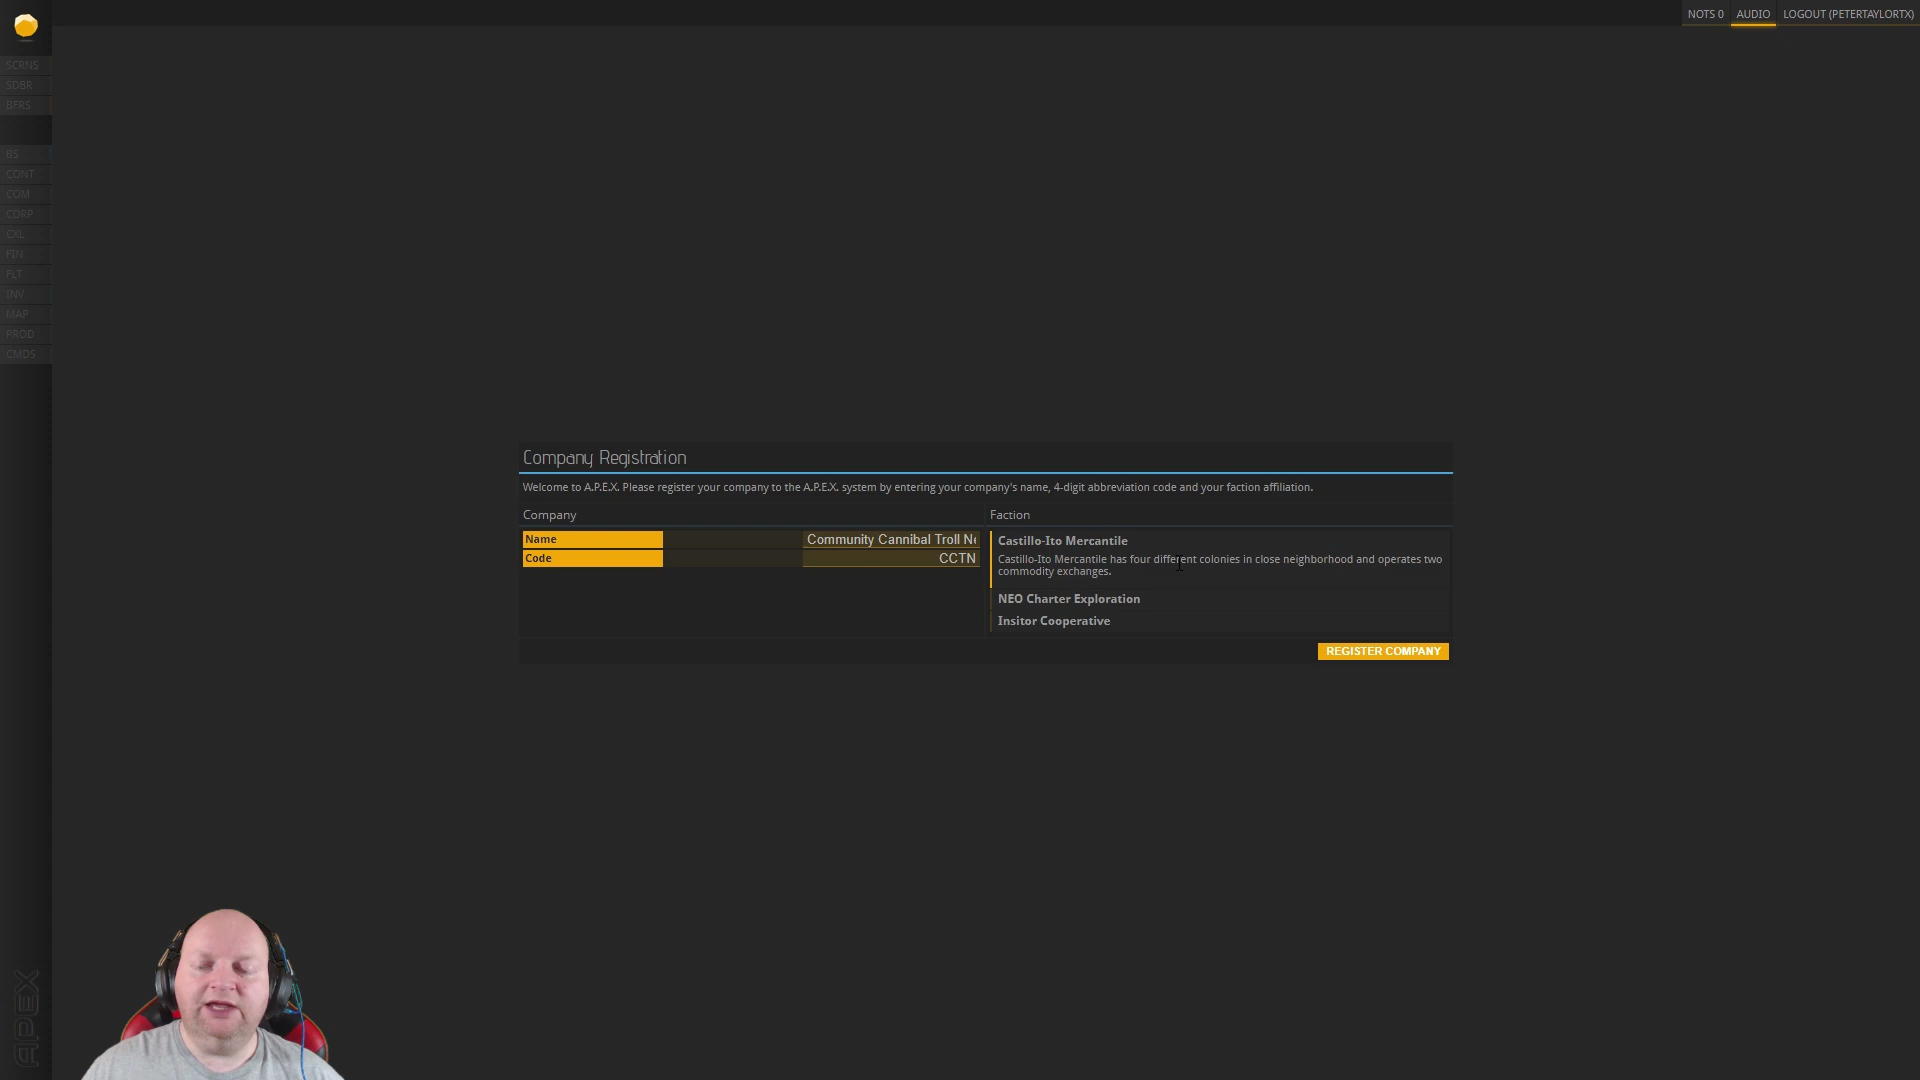 NOTS 0 AUDIO LOGOUT (PETERTAYLORTX)
SCRNS
SDBR
BFRS
BS
CONT
COM
CORP
CXL
FIN
FLT
INV
MAP
PROD
CMDS
Company Registration
Welcome to A.P.E.X. Please register your company to the A.P.E.X. system by entering your company's name, 4-digit abbreviation code and your faction affiliation.
Company
Name Community Cannibal Troll Ne
Code CCTN
Faction
Castillo-Ito Mercantile
Castillo-Ito Mercantile has four different colonies in close neighborhood and operates two
commodity exchanges.
NEO Charter Exploration
Insitor Cooperative
REGISTER COMPANY
APEX